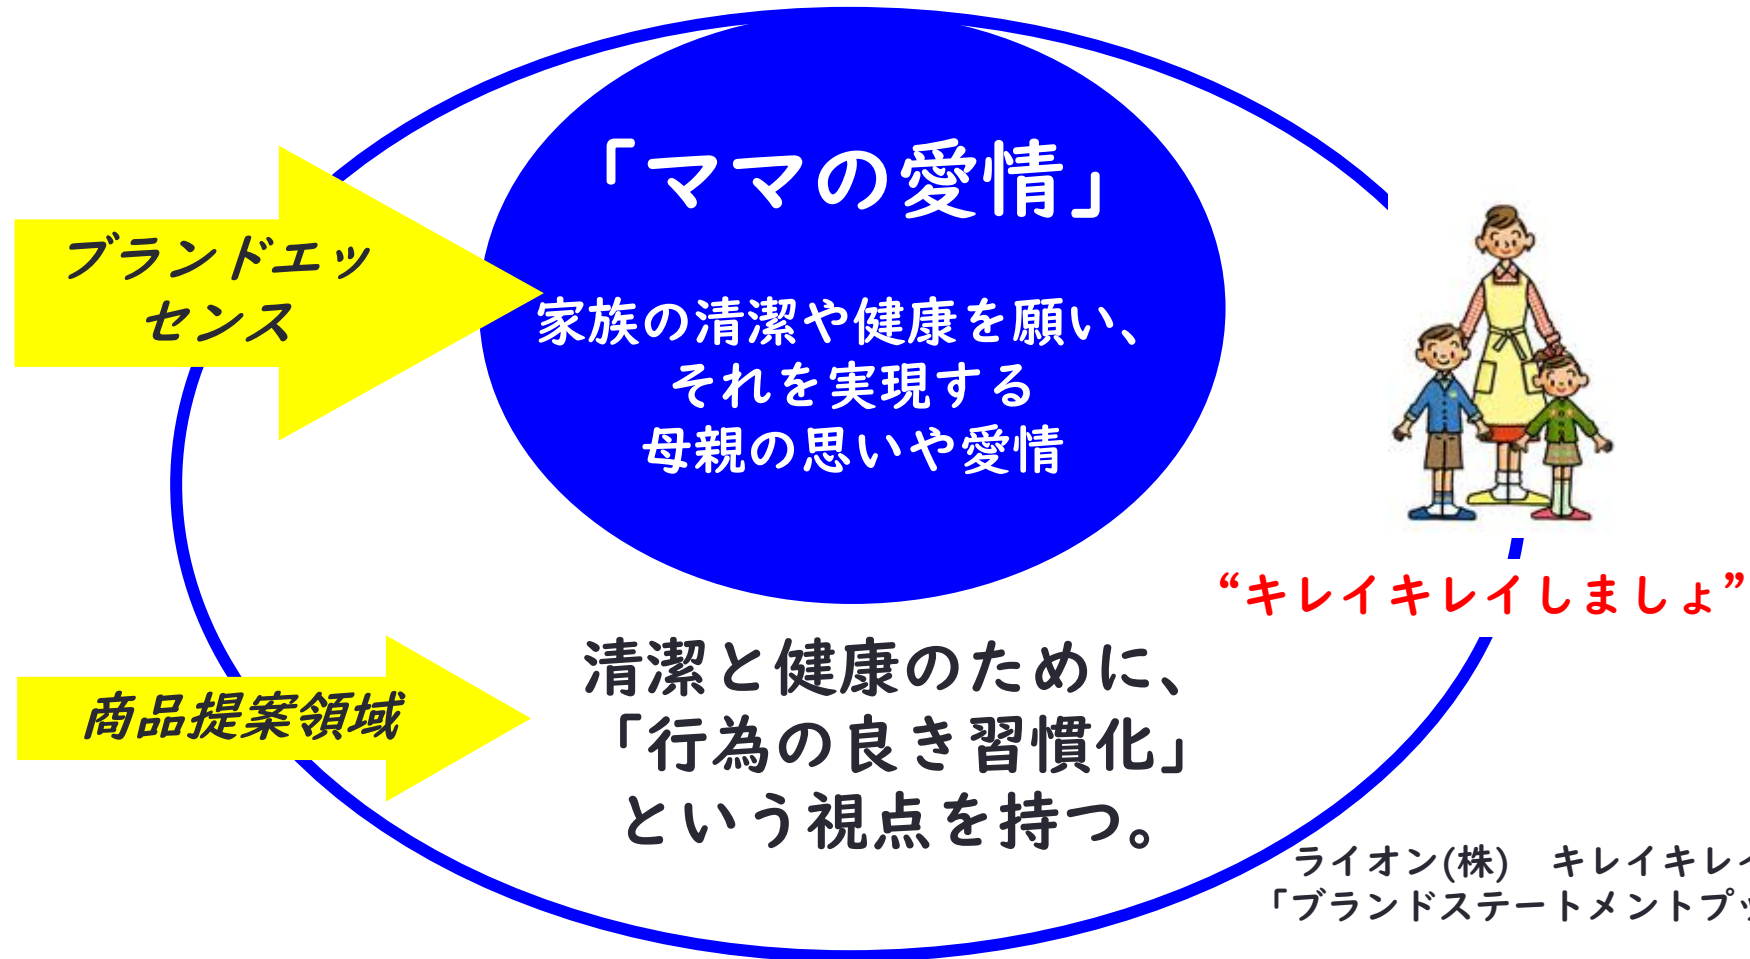 「ママの愛情」
ブランドエッ
センス
家族の清潔や健康を願い、
それを実現する
母親の思いや愛情
“キレイキレイしましょ”
清潔と健康のために、
「行為の良き習慣化」
という視点を持つ。
商品提案領域
ライオン(株)　キレイキレイ
「ブランドステートメントブッ